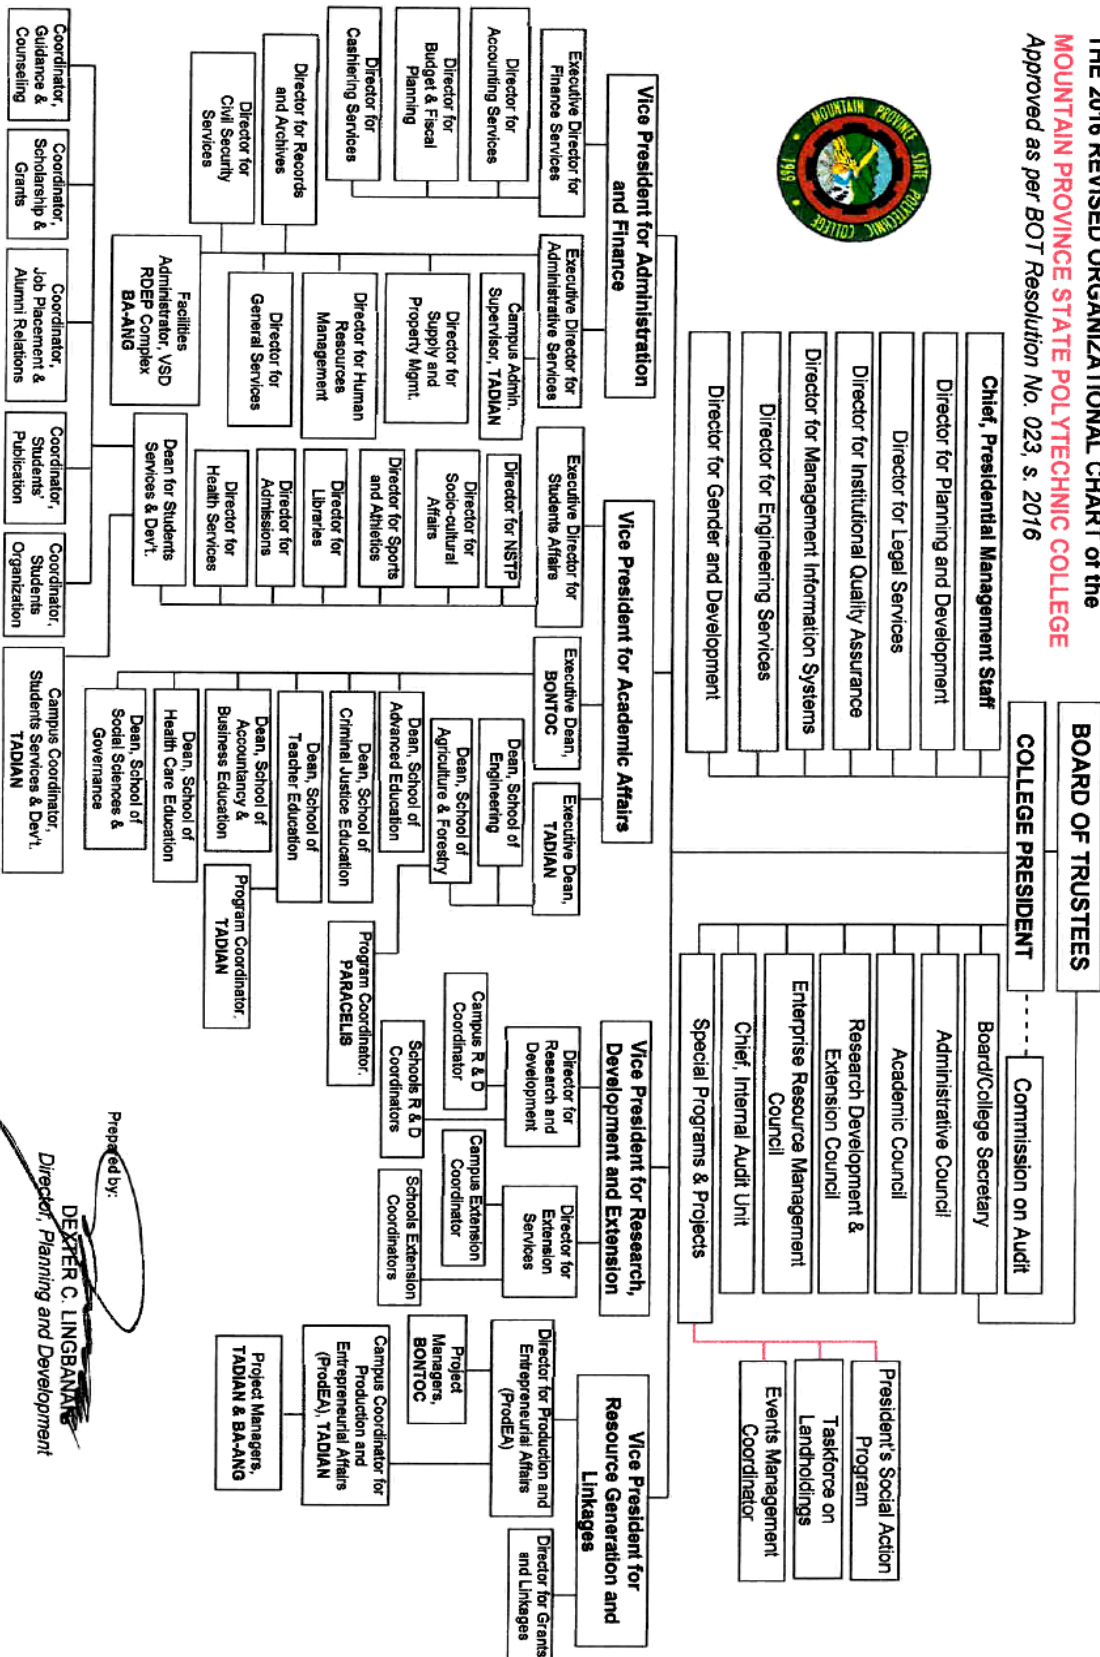 THE 2016 REVISED ORGANIZATIONAL CHART of the
MOUNTAIN PROVINCE STATE POLYTECHNIC COLLEGE
Approved as per BOT Resolution No. 023, s. 2016
MOUNTAIN PROVINCE STATE POLYTECHNIC COLLEGE
1969
BOARD OF TRUSTEES
COLLEGE PRESIDENT
Commission on Audit
Chief, Presidential Management Staff
Director for Planning and Development
Director for Legal Services
Director for Institutional Quality Assurance
Director for Management Information Systems
Director for Engineering Services
Director for Gender and Development
Board/College Secretary
Administrative Council
Academic Council
Research Development &
Extension Council
Enterprise Resource Management
Council
Chief, Internal Audit Unit
Special Programs & Projects
President's Social Action
Program
Taskforce on
Landholdings
Events Management
Coordinator
Vice President for Administration
and Finance
Executive Director for
Finance Services
Director for
Accounting Services
Director for
Budget & Fiscal
Planning
Director for
Cashiering Services
Executive Director for
Administrative Services
Campus Admin.
Supervisor, TADIAN
Director for
Supply and
Property Mgmt.
Director for Human
Resources
Management
Director for
General Services
Director for Records
and Archives
Director for
Civil Security
Services
Facilities
Administrator, VSD
RDEP Complex
BA-ANG
Vice President for Academic Affairs
Executive Director for
Students Affairs
Director for NSTP
Director for
Socio-cultural
Affairs
Director for Sports
and Athletics
Director for
Libraries
Director for
Admissions
Director for
Health Services
Dean for Students
Services & Dev't.
Coordinator,
Guidance &
Counseling
Coordinator,
Scholarship &
Grants
Coordinator,
Job Placement &
Alumni Relations
Coordinator,
Students'
Publication
Coordinator,
Students
Organization
Campus Coordinator,
Students Services & Dev't.
TADIAN
Executive Dean,
BONTOC
Executive Dean,
TADIAN
Dean, School of
Engineering
Dean, School of
Agriculture & Forestry
Dean, School of
Advanced Education
Dean, School of
Criminal Justice Education
Dean, School of
Teacher Education
Dean, School of
Accountancy &
Business Education
Dean, School of
Health Care Education
Dean, School of
Social Sciences &
Governance
Program Coordinator,
PARACELIS
Program Coordinator,
TADIAN
Vice President for Research,
Development and Extension
Director for
Research and
Development
Campus R & D
Coordinator
Schools R & D
Coordinators
Director for
Extension
Services
Campus Extension
Coordinator
Schools Extension
Coordinators
Vice President for
Resource Generation and
Linkages
Director for Production and
Entrepreneurial Affairs
(ProdEA)
Project
Managers,
BONTOC
Campus Coordinator for
Production and
Entrepreneurial Affairs
(ProdEA), TADIAN
Project Managers,
TADIAN & BA-ANG
Director for Grants
and Linkages
Prepared by:
DEXTER C. LINGBANAN
Director, Planning and Development